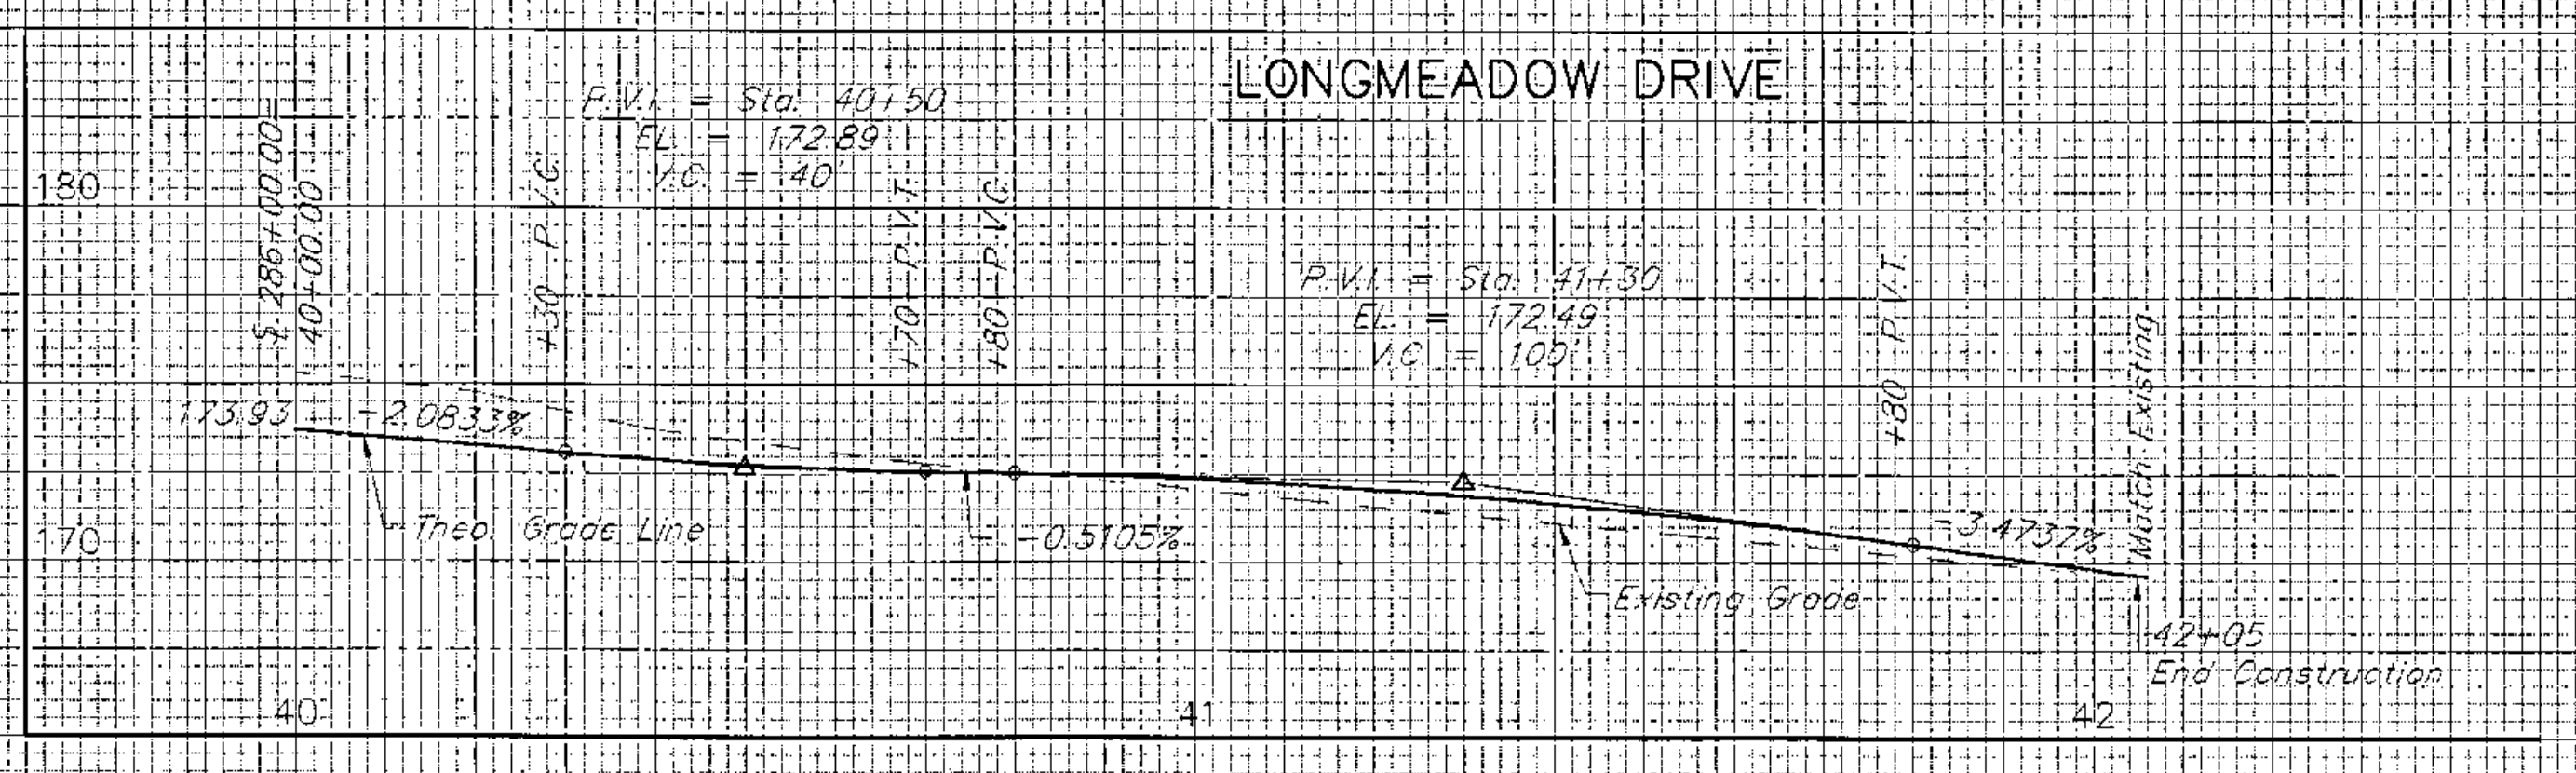 LONGMEADOW DRIVE
P.V.I. = Sta. 40+50
EL. = 172.89
V.C. = 40'
180
℄ 286+00.00=
40+00.00
+30 P.V.C.
+70 P.V.T.
+80 P.V.C.
P.V.I. = Sta. 41+30
EL. = 172.49
V.C. = 100'
+80 P.V.T.
Match Existing
173.93
-2.0833%
Theo. Grade Line
170
-0.5105%
-3.4737%
Existing Grade
42+05
End Construction
40
41
42